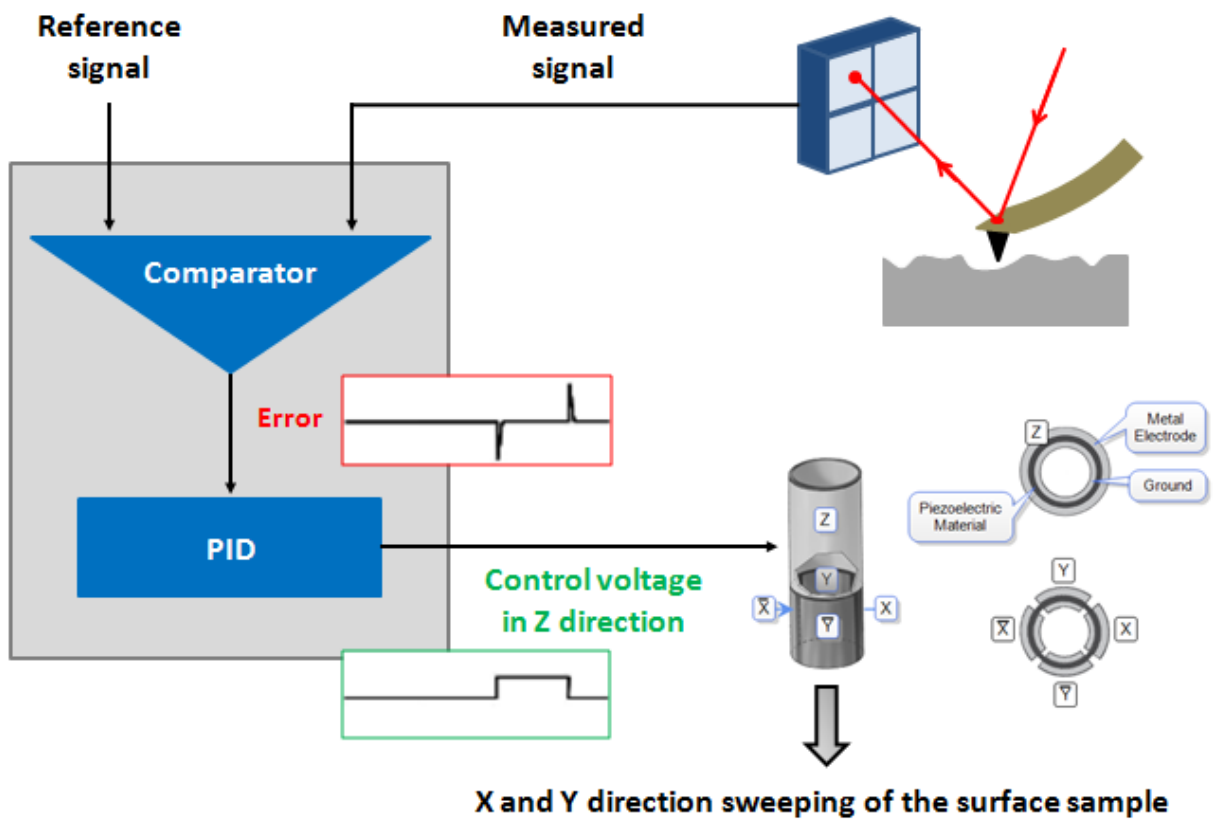 Reference
signal
Measured
signal
Comparator
Error
PID
Control voltage
in Z direction
Z
Y
X̅
Y̅
X
Z
Metal
Electrode
Ground
Piezoelectric
Material
Y
X̅
X
Y̅
X and Y direction sweeping of the surface sample